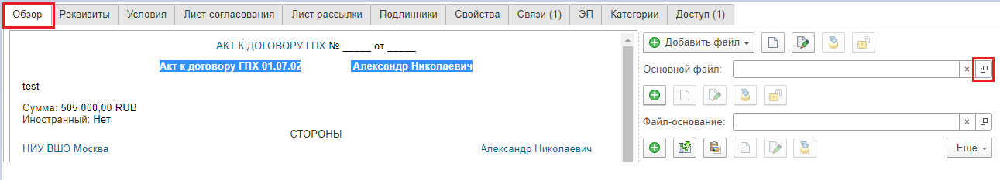 Обзор Реквизиты Условия Лист согласования Лист рассылки Подлинники Свойства Связи (1) ЭП Категории Доступ (1)
АКТ К ДОГОВОРУ ГПХ № _____ от _____
Акт к договору ГПХ 01.07.02 Александр Николаевич
test
Сумма: 505 000,00 RUB
Иностранный: Нет
СТОРОНЫ
НИУ ВШЭ Москва Александр Николаевич
Добавить файл
Основной файл:
Файл-основание:
Еще